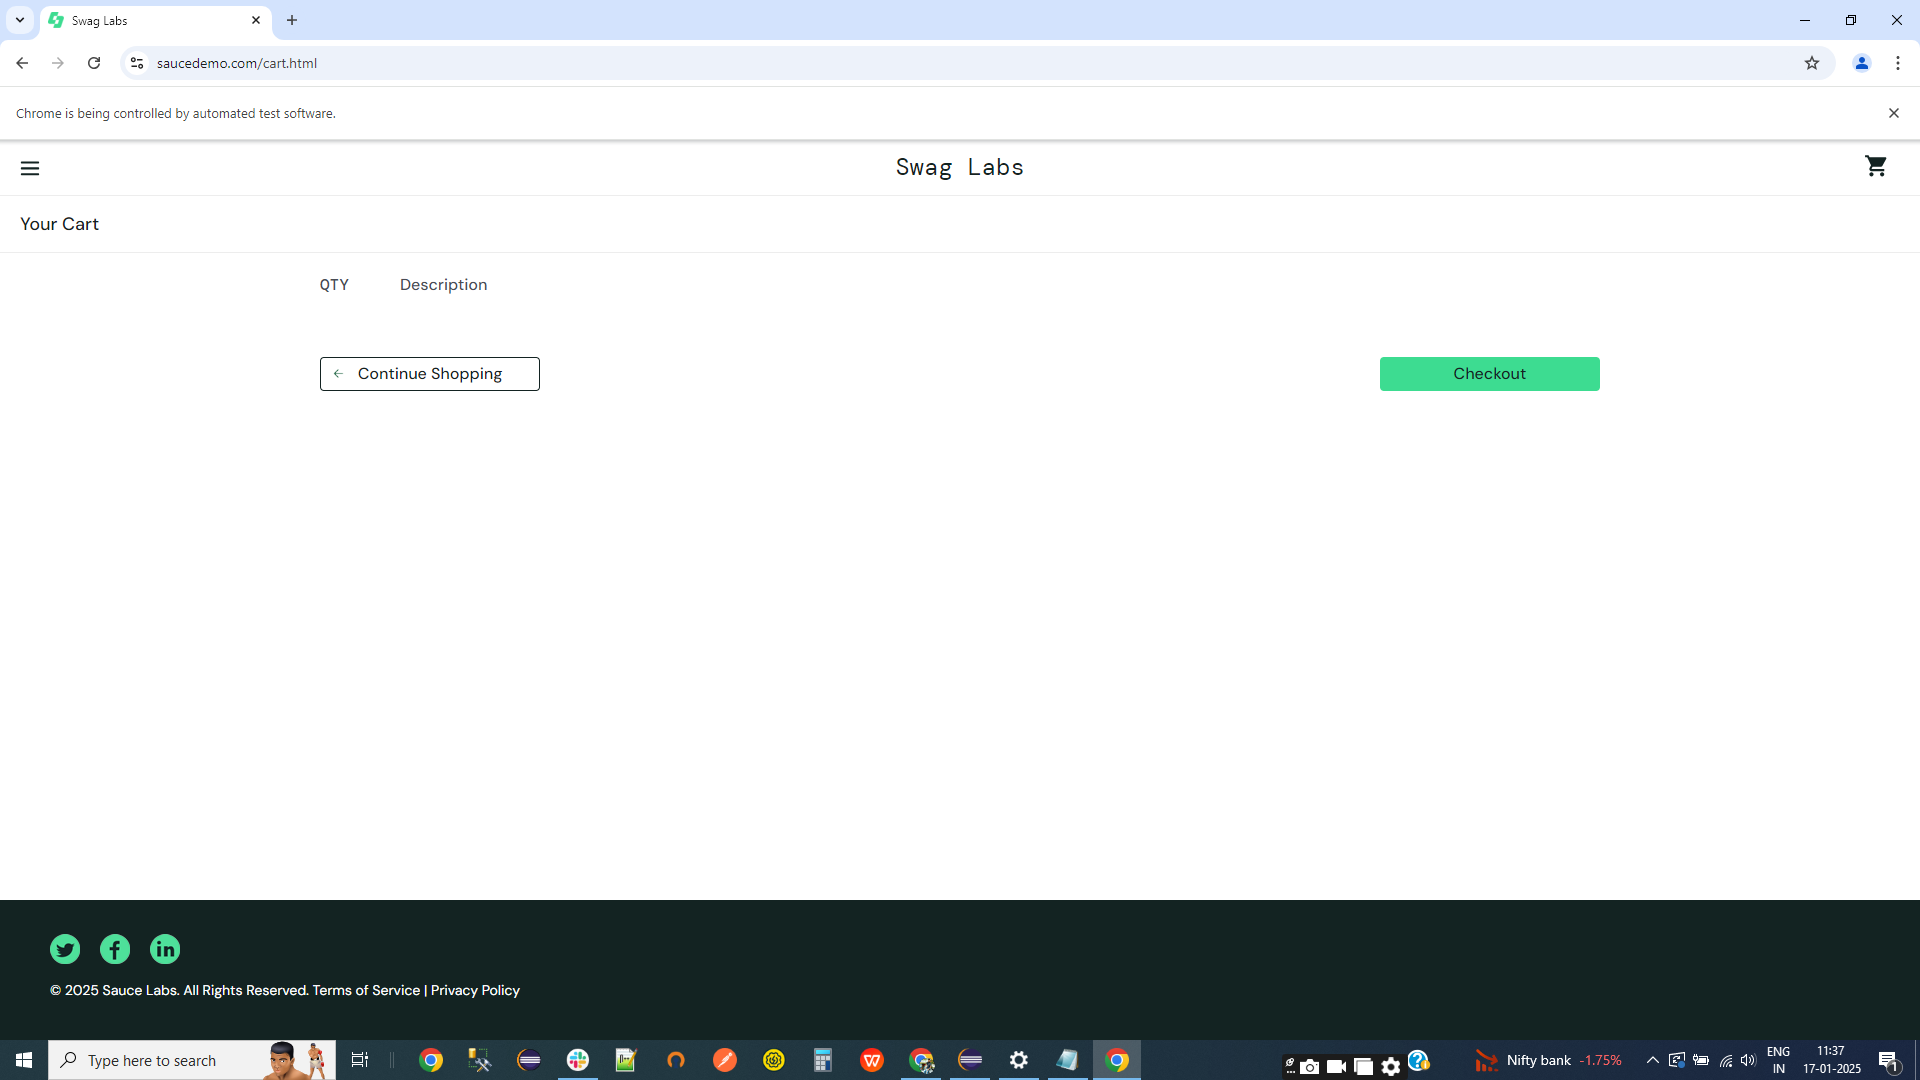 Swag Labs
saucedemo.com/cart.html
Chrome is being controlled by automated test software.
Swag Labs
Your Cart
QTY Description
Continue Shopping
Checkout
© 2025 Sauce Labs. All Rights Reserved. Terms of Service | Privacy Policy
Type here to search
Nifty bank -1.75%
ENG
IN
11:37
17-01-2025
1